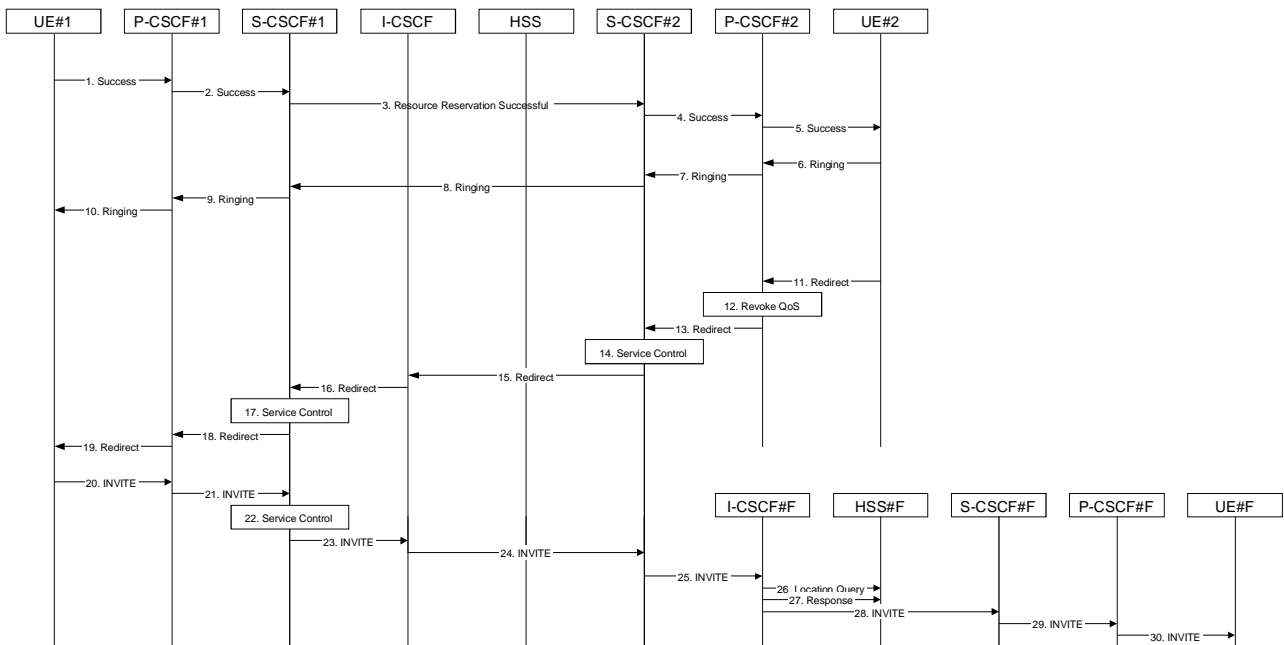 UE#1
P-CSCF#1
S-CSCF#1
I-CSCF
HSS
S-CSCF#2
P-CSCF#2
UE#2
1. Success
2. Success
3. Resource Reservation Successful
4. Success
5. Success
6. Ringing
7. Ringing
8. Ringing
9. Ringing
10. Ringing
11. Redirect
12. Revoke QoS
13. Redirect
14. Service Control
15. Redirect
16. Redirect
17. Service Control
18. Redirect
19. Redirect
20. INVITE
21. INVITE
I-CSCF#F
HSS#F
S-CSCF#F
P-CSCF#F
UE#F
22. Service Control
23. INVITE
24. INVITE
25. INVITE
26. Location Query
27. Response
28. INVITE
29. INVITE
30. INVITE